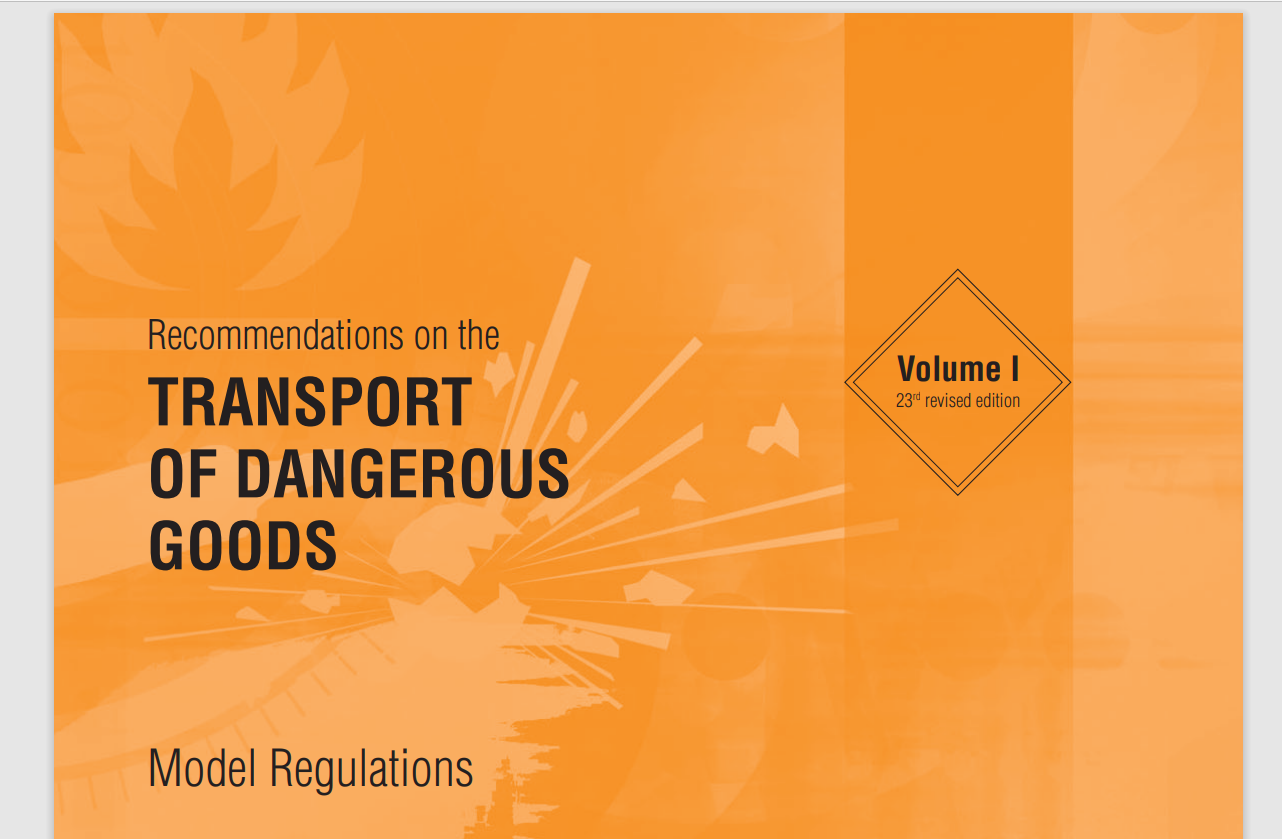 Recommendations on the
TRANSPORT
OF DANGEROUS
GOODS
Volume I
23rd revised edition
Model Regulations